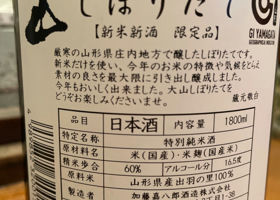 しぼりたて
【新米新酒 限定品】
GI YAMAGATA
厳寒の山形県庄内地方で醸したしぼりたてです。
新米だけを使い、今年のお米の特徴や気候をとらえ
素材の良さを最大限に引き出し醸造しました。
今年もおいしく出来ました。大山しぼりたてを
どうぞお楽しみくださいませ。 蔵元敬白
品目 日本酒 内容量 1800ml
特定名称 特別純米酒
原材料名 米(国産)・米麹(国産米)
精米歩合 60% アルコール分 16.5度
原料米 山形県産出羽の里100%
製造者 加藤嘉八郎酒造株式会社